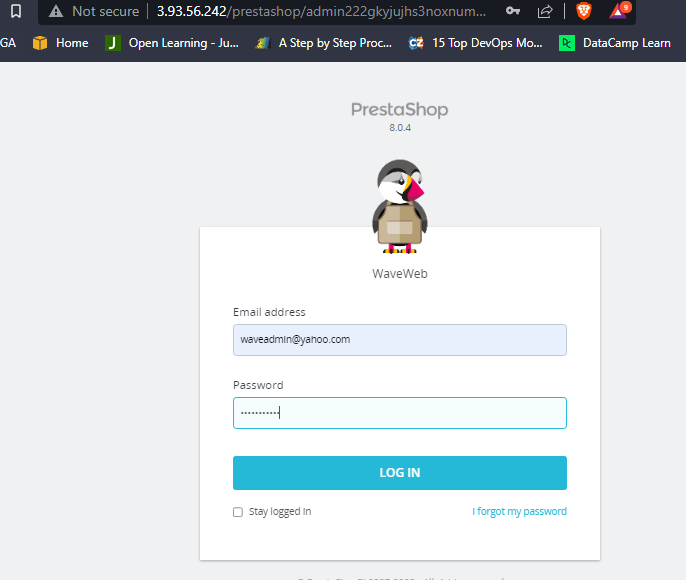 Not secure 3.93.56.242/prestashop/admin222gkyjujhs3noxnum... 9
GA Home Open Learning - Ju... A Step by Step Proc... 15 Top DevOps Mo... DataCamp Learn
PrestaShop
8.0.4
WaveWeb
Email address
waveadmin@yahoo.com
Password
LOG IN
Stay logged in I forgot my password